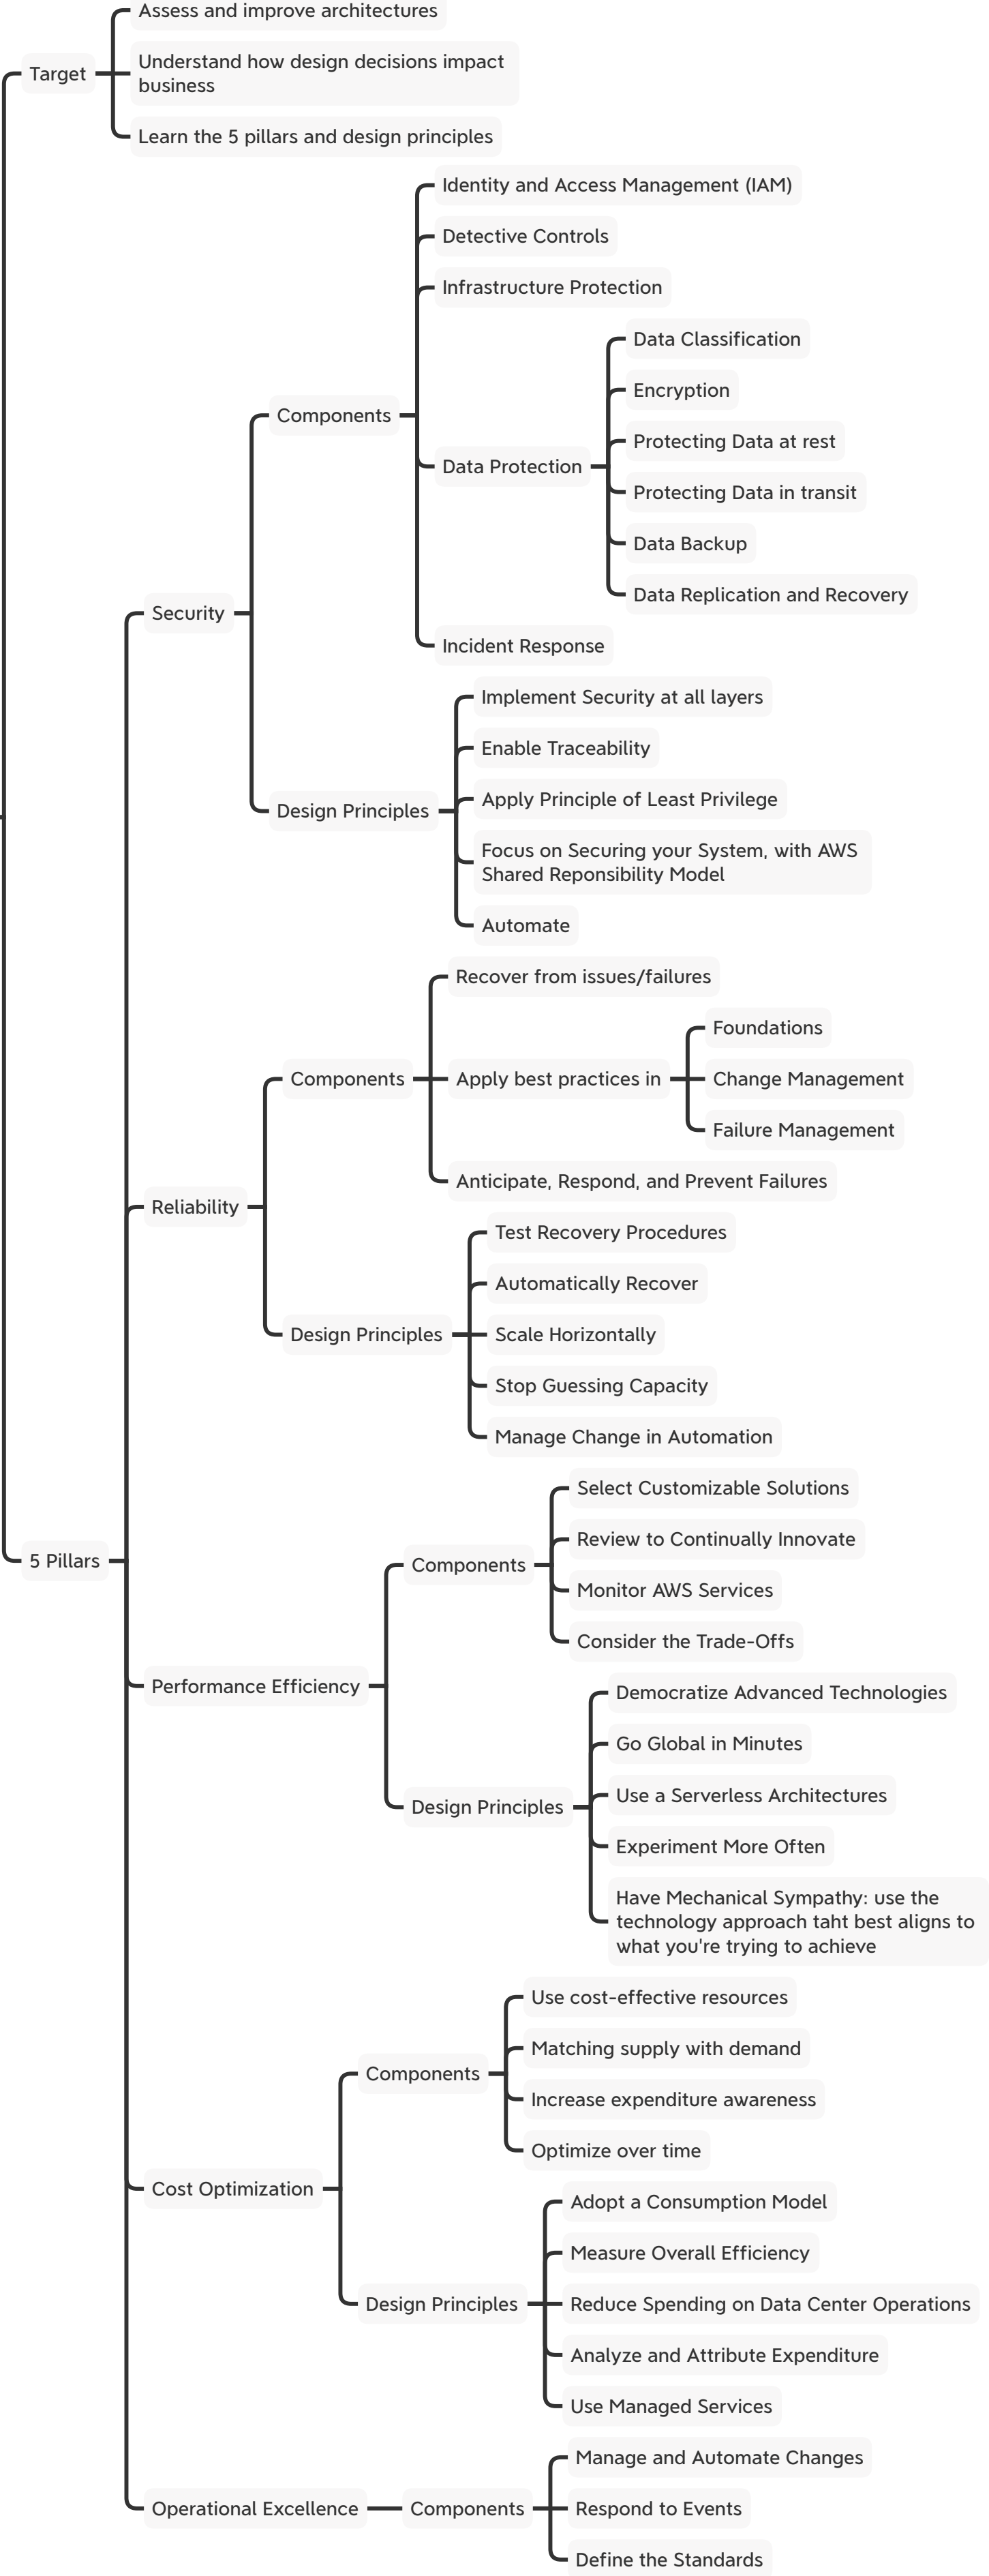 Assess and improve architectures
Target
Understand how design decisions impact
business
Learn the 5 pillars and design principles
Identity and Access Management (IAM)
Detective Controls
Infrastructure Protection
Data Classification
Encryption
Components
Protecting Data at rest
Data Protection
Protecting Data in transit
Data Backup
Data Replication and Recovery
Security
Incident Response
Implement Security at all layers
Enable Traceability
Apply Principle of Least Privilege
Design Principles
Focus on Securing your System, with AWS
Shared Reponsibility Model
Automate
Recover from issues/failures
Foundations
Components
Apply best practices in
Change Management
Failure Management
Anticipate, Respond, and Prevent Failures
Reliability
Test Recovery Procedures
Automatically Recover
Design Principles
Scale Horizontally
Stop Guessing Capacity
Manage Change in Automation
Select Customizable Solutions
Review to Continually Innovate
5 Pillars
Components
Monitor AWS Services
Consider the Trade-Offs
Performance Efficiency
Democratize Advanced Technologies
Go Global in Minutes
Use a Serverless Architectures
Design Principles
Experiment More Often
Have Mechanical Sympathy: use the
technology approach taht best aligns to
what you're trying to achieve
Use cost-effective resources
Matching supply with demand
Components
Increase expenditure awareness
Optimize over time
Cost Optimization
Adopt a Consumption Model
Measure Overall Efficiency
Design Principles
Reduce Spending on Data Center Operations
Analyze and Attribute Expenditure
Use Managed Services
Manage and Automate Changes
Operational Excellence
Components
Respond to Events
Define the Standards